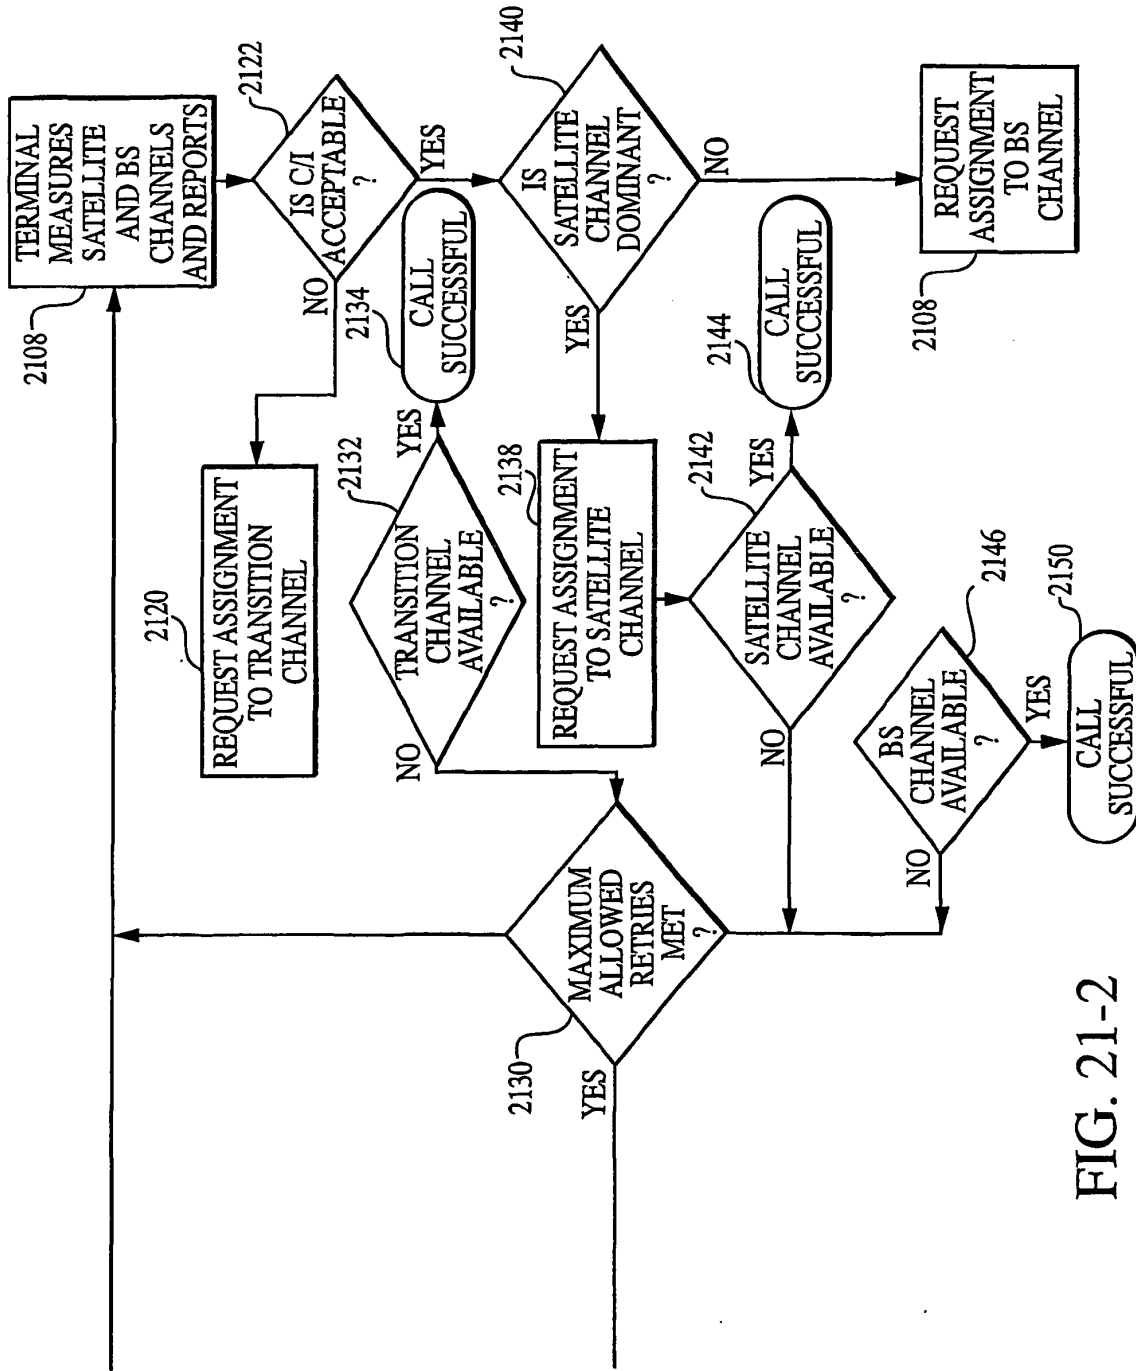 2108
TERMINAL
MEASURES
SATELLITE
AND BS
CHANNELS
AND REPORTS
2122
IS C/I
ACCEPTABLE
?
NO
YES
2120
REQUEST ASSIGNMENT
TO TRANSITION
CHANNEL
2132
TRANSITION
CHANNEL
AVAILABLE
?
NO
YES
2134
CALL
SUCCESSFUL
2140
IS
SATELLITE
CHANNEL
DOMINANT
?
YES
NO
2130
MAXIMUM
ALLOWED
RETRIES
MET
?
YES
2138
REQUEST ASSIGNMENT
TO SATELLITE
CHANNEL
2142
SATELLITE
CHANNEL
AVAILABLE
?
NO
YES
2144
CALL
SUCCESSFUL
2108
REQUEST
ASSIGNMENT
TO BS
CHANNEL
2146
BS
CHANNEL
AVAILABLE
?
NO
YES
2150
CALL
SUCCESSFUL
FIG. 21-2